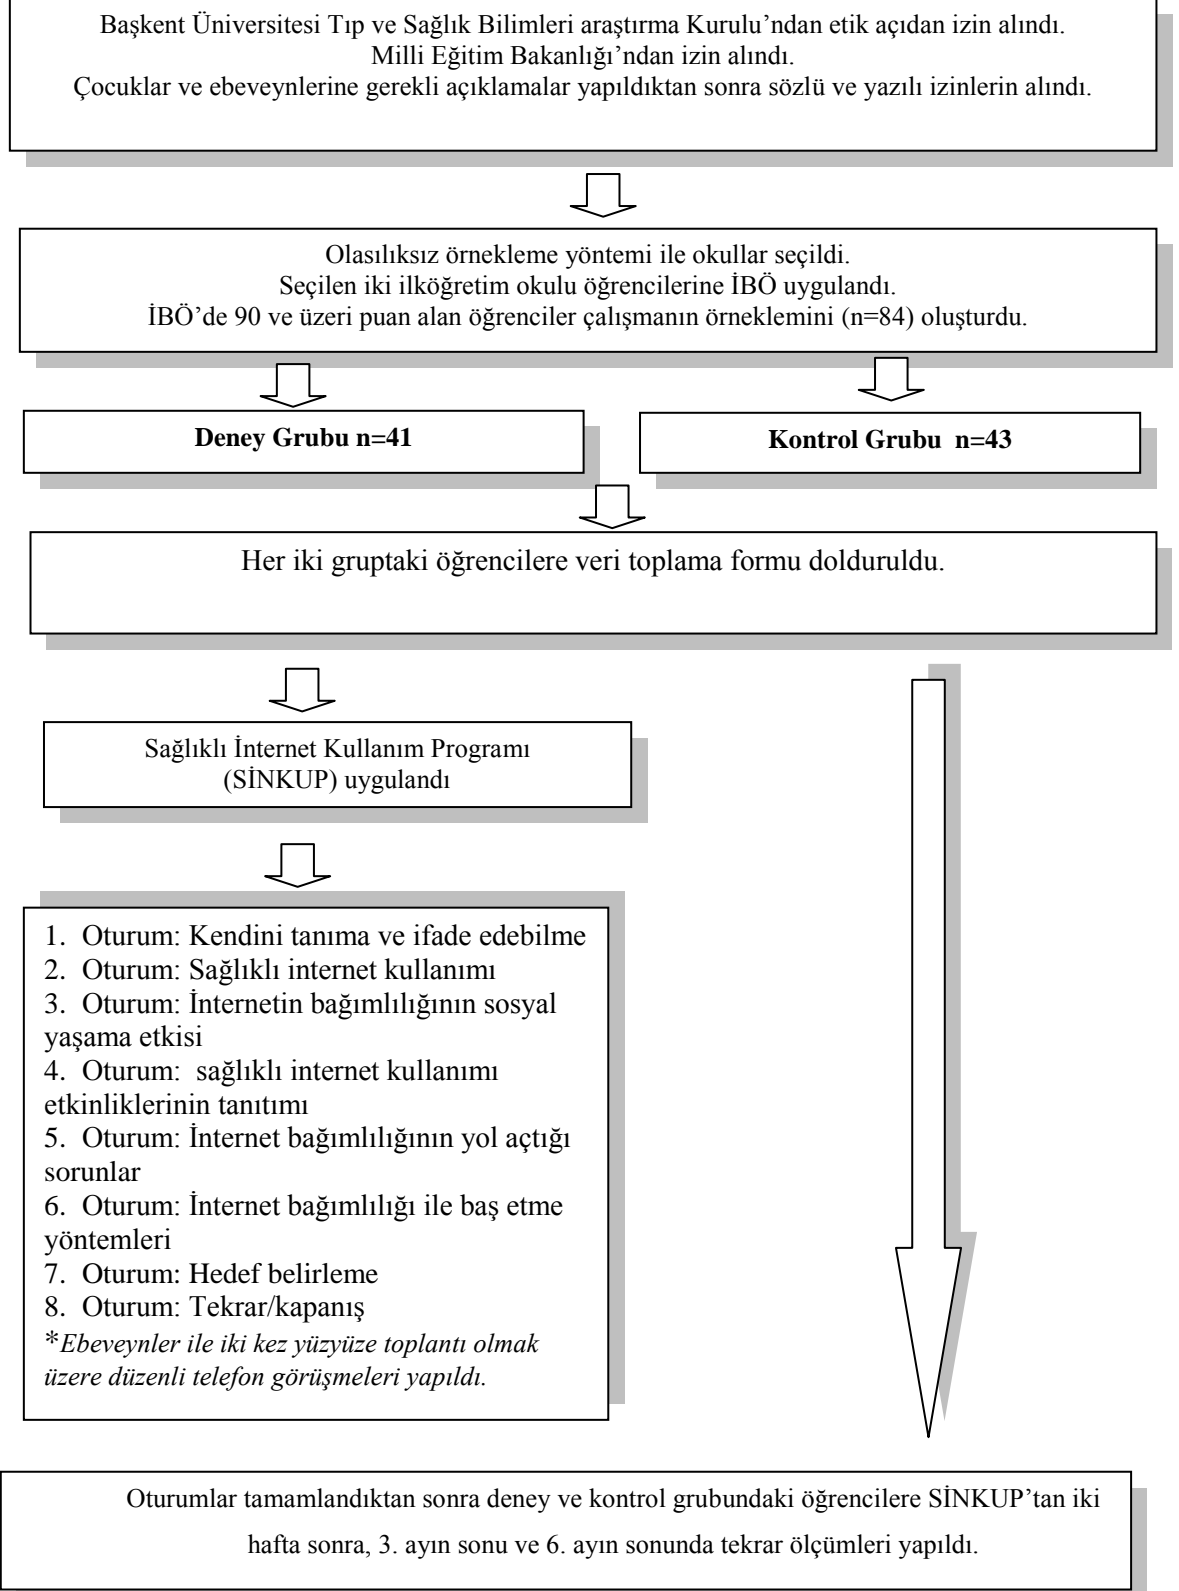 Başkent Üniversitesi Tıp ve Sağlık Bilimleri araştırma Kurulu’ndan etik açıdan izin alındı.
Milli Eğitim Bakanlığı’ndan izin alındı.
Çocuklar ve ebeveynlerine gerekli açıklamalar yapıldıktan sonra sözlü ve yazılı izinlerin alındı.
Olasılıksız örnekleme yöntemi ile okullar seçildi.
Seçilen iki ilköğretim okulu öğrencilerine İBÖ uygulandı.
İBÖ’de 90 ve üzeri puan alan öğrenciler çalışmanın örneklemini (n=84) oluşturdu.
Deney Grubu n=41
Kontrol Grubu  n=43
Her iki gruptaki öğrencilere veri toplama formu dolduruldu.
Sağlıklı İnternet Kullanım Programı
(SİNKUP) uygulandı
1. Oturum: Kendini tanıma ve ifade edebilme
2. Oturum: Sağlıklı internet kullanımı
3. Oturum: İnternetin bağımlılığının sosyal
yaşama etkisi
4. Oturum:  sağlıklı internet kullanımı
etkinliklerinin tanıtımı
5. Oturum: İnternet bağımlılığının yol açtığı
sorunlar
6. Oturum: İnternet bağımlılığı ile baş etme
yöntemleri
7. Oturum: Hedef belirleme
8. Oturum: Tekrar/kapanış
*Ebeveynler ile iki kez yüzyüze toplantı olmak
üzere düzenli telefon görüşmeleri yapıldı.
Oturumlar tamamlandıktan sonra deney ve kontrol grubundaki öğrencilere SİNKUP’tan iki
hafta sonra, 3. ayın sonu ve 6. ayın sonunda tekrar ölçümleri yapıldı.